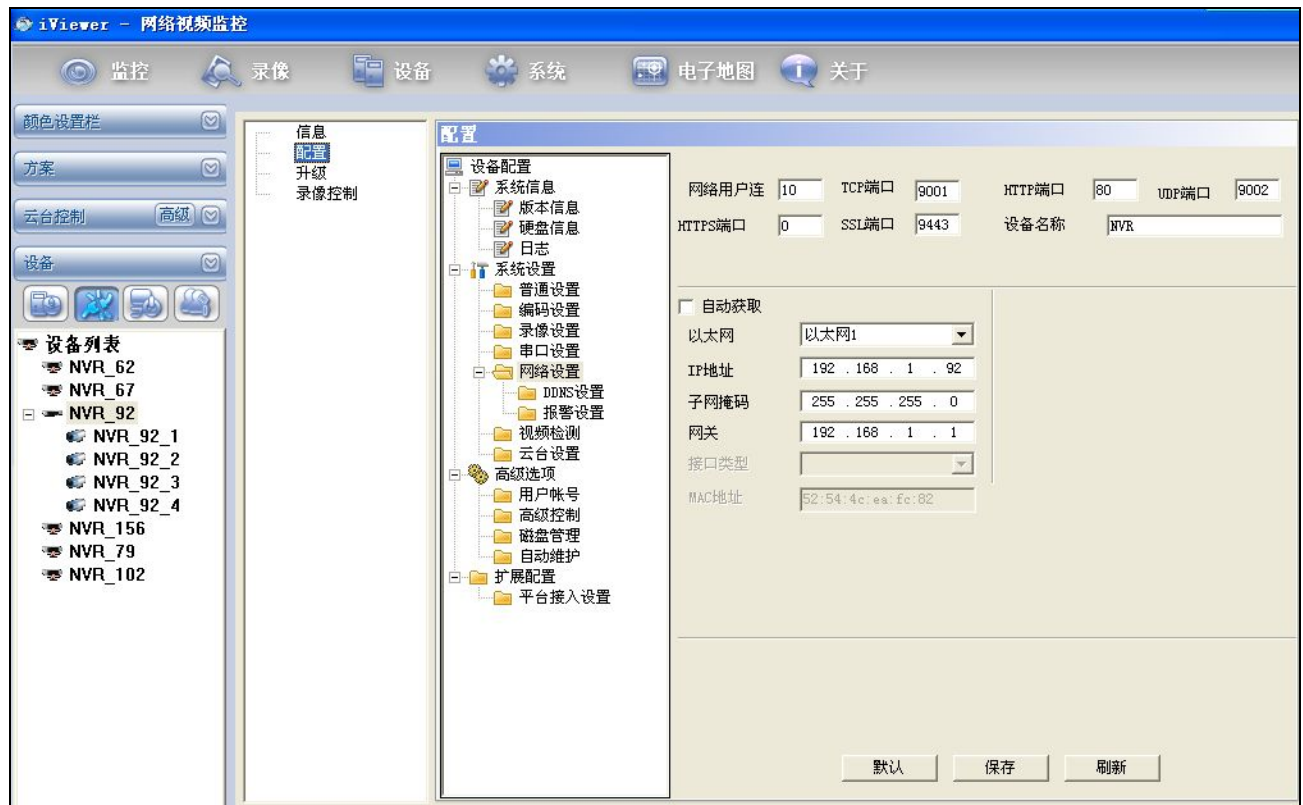 iViewer - 网络视频监控
监控 录像 设备 系统 电子地图 关于
颜色设置栏
方案
云台控制 高级
设备
设备列表
NVR_62
NVR_67
NVR_92
NVR_92_1
NVR_92_2
NVR_92_3
NVR_92_4
NVR_156
NVR_79
NVR_102
信息
配置
升级
录像控制
配置
设备配置
系统信息
版本信息
硬盘信息
日志
系统设置
普通设置
编码设置
录像设置
串口设置
网络设置
DDNS设置
报警设置
视频检测
云台设置
高级选项
用户帐号
高级控制
磁盘管理
自动维护
扩展配置
平台接入设置
网络用户连 10 TCP端口 9001 HTTP端口 80 UDP端口 9002
HTTPS端口 0 SSL端口 9443 设备名称 NVR
自动获取
以太网 以太网1
IP地址 192 . 168 . 1 . 92
子网掩码 255 . 255 . 255 . 0
网关 192 . 168 . 1 . 1
接口类型
MAC地址 52:54:4c:ea:fc:82
默认 保存 刷新